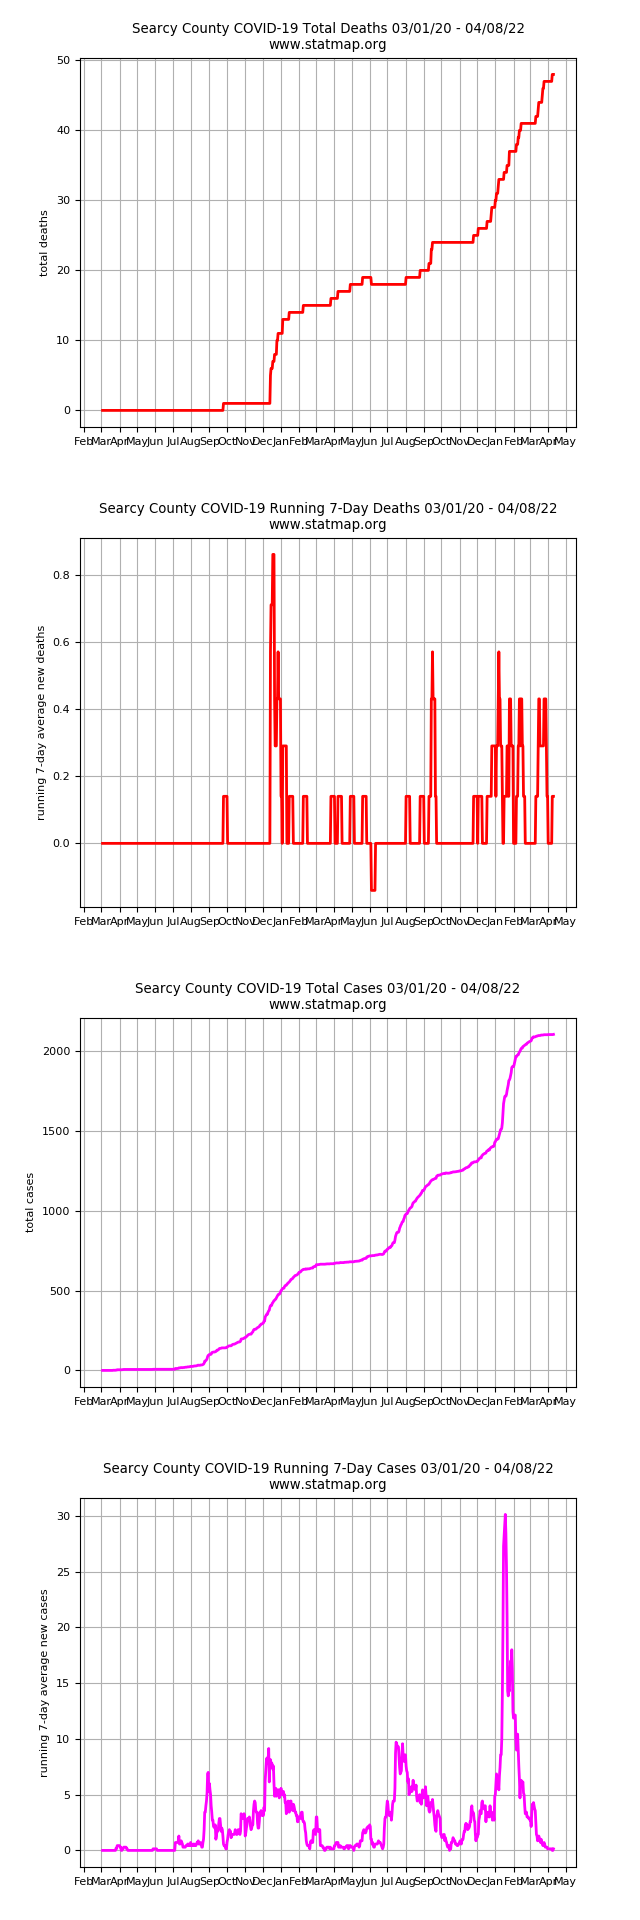 Searcy County COVID-19 Total Deaths 03/01/20 - 04/08/22
www.statmap.org
50
40
30
20
10
0
total deaths
Feb Mar Apr May Jun Jul Aug Sep Oct Nov Dec Jan Feb Mar Apr May Jun Jul Aug Sep Oct Nov Dec Jan Feb Mar Apr May
Searcy County COVID-19 Running 7-Day Deaths 03/01/20 - 04/08/22
www.statmap.org
0.8
0.6
0.4
0.2
0.0
running 7-day average new deaths
Feb Mar Apr May Jun Jul Aug Sep Oct Nov Dec Jan Feb Mar Apr May Jun Jul Aug Sep Oct Nov Dec Jan Feb Mar Apr May
Searcy County COVID-19 Total Cases 03/01/20 - 04/08/22
www.statmap.org
2000
1500
1000
500
0
total cases
Feb Mar Apr May Jun Jul Aug Sep Oct Nov Dec Jan Feb Mar Apr May Jun Jul Aug Sep Oct Nov Dec Jan Feb Mar Apr May
Searcy County COVID-19 Running 7-Day Cases 03/01/20 - 04/08/22
www.statmap.org
30
25
20
15
10
5
0
running 7-day average new cases
Feb Mar Apr May Jun Jul Aug Sep Oct Nov Dec Jan Feb Mar Apr May Jun Jul Aug Sep Oct Nov Dec Jan Feb Mar Apr May